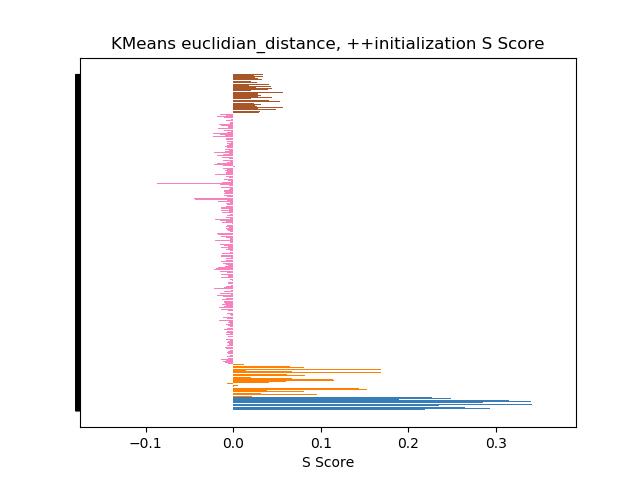 KMeans euclidian_distance, ++initialization S Score
−0.1 0.0 0.1 0.2 0.3
S Score